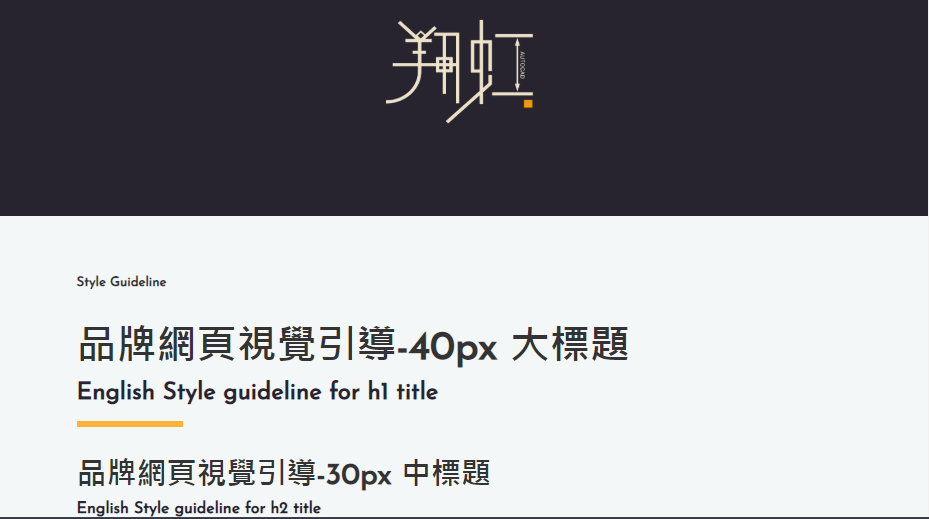 翔虹
AUTOCAD
Style Guideline
品牌網頁視覺引導-40px 大標題
English Style guideline for h1 title
品牌網頁視覺引導-30px 中標題
English Style guideline for h2 title